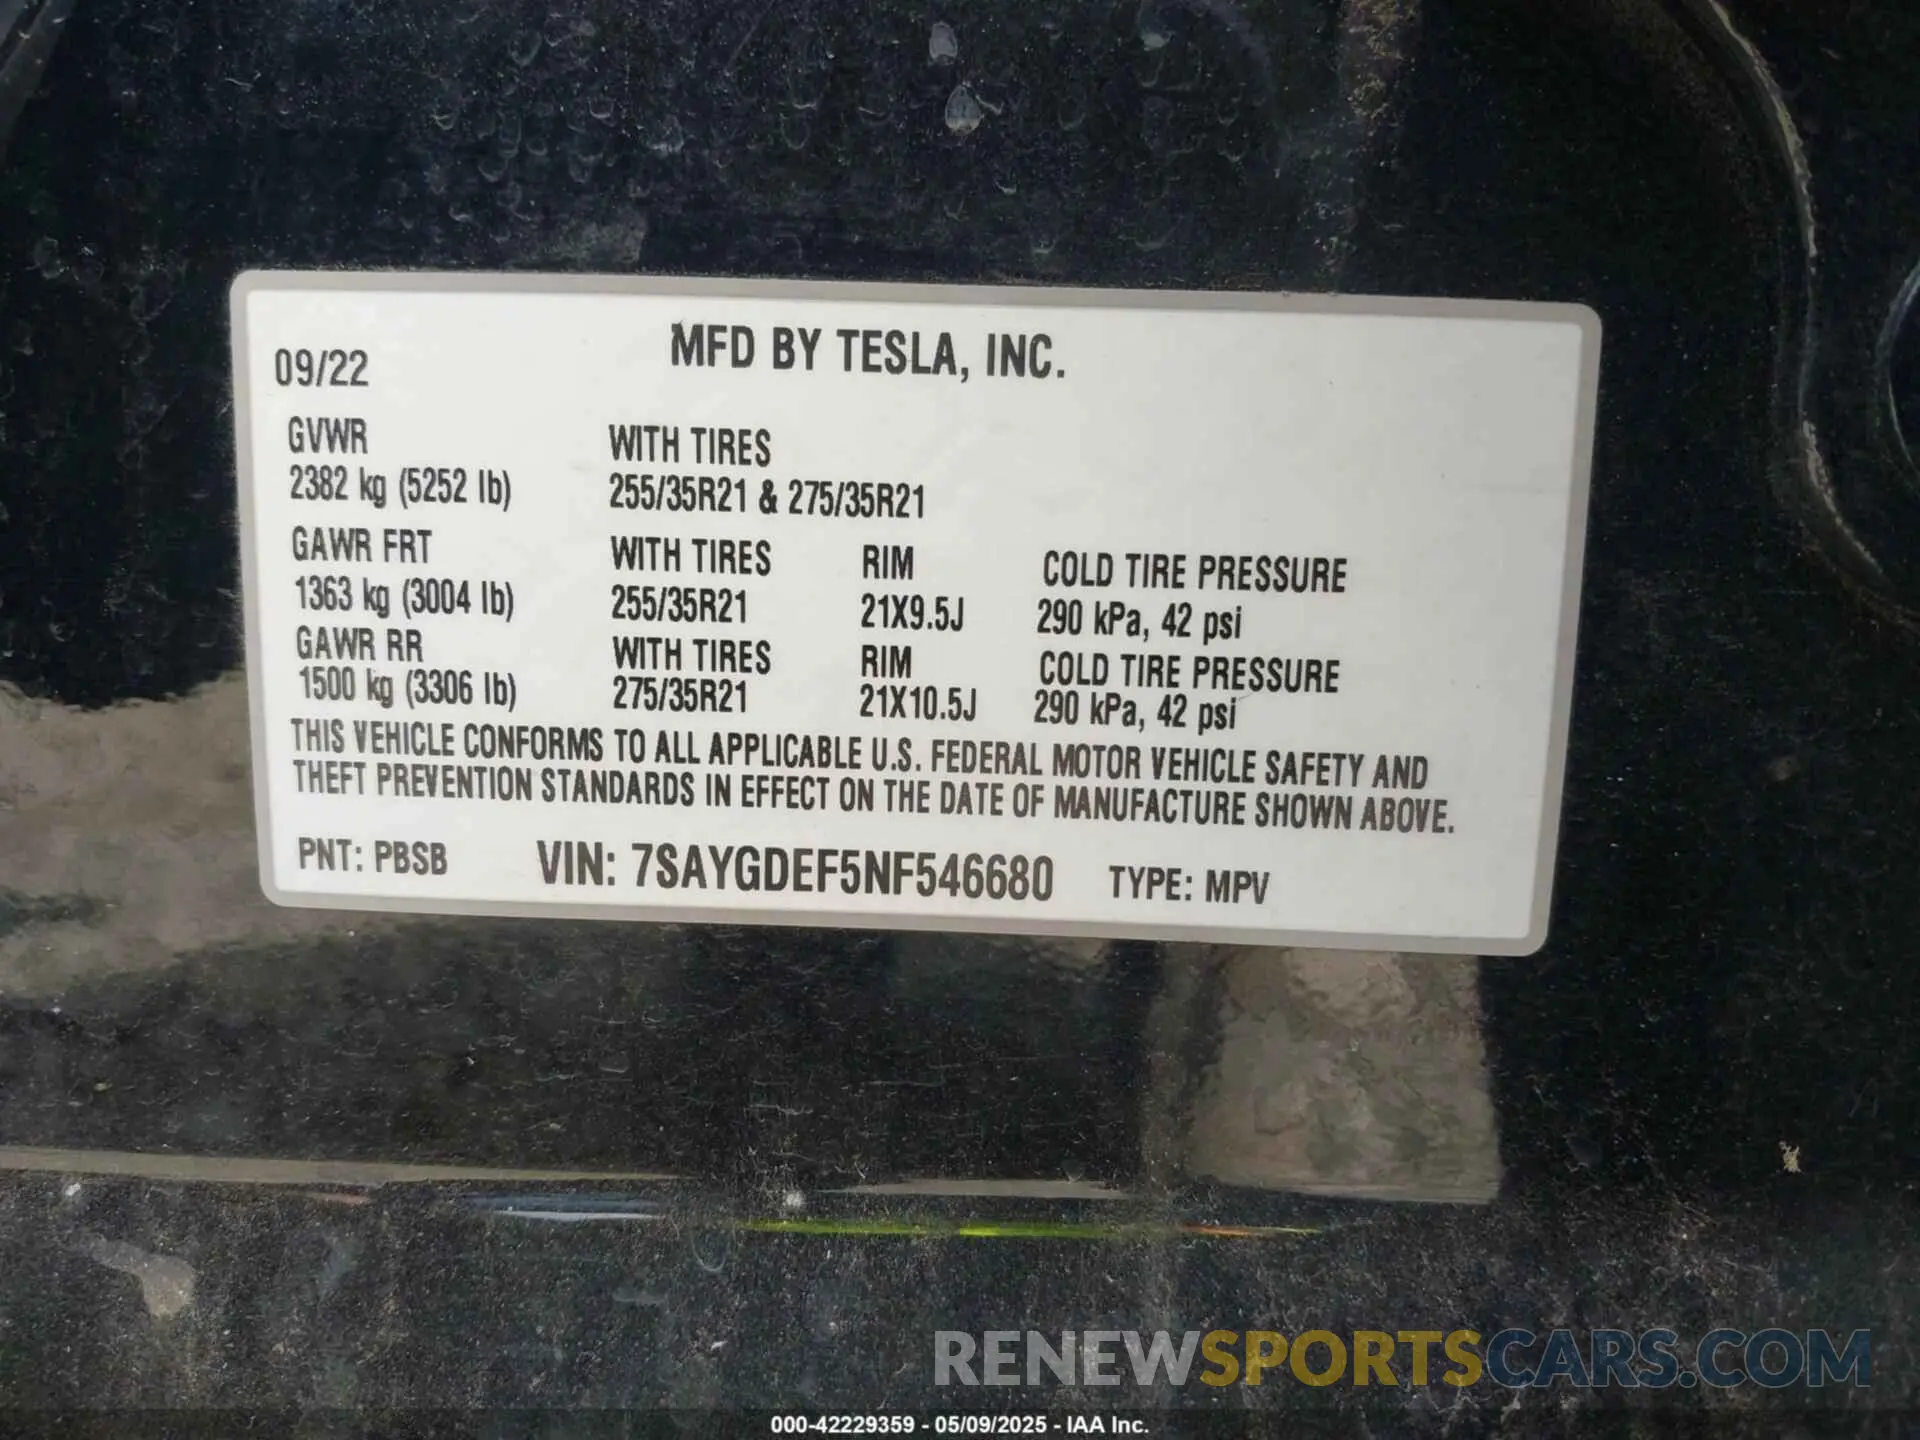 MFD BY TESLA, INC.
09/22
GVWR WITH TIRES
2382 kg (5252 lb) 255/35R21 & 275/35R21
GAWR FRT WITH TIRES RIM COLD TIRE PRESSURE
1363 kg (3004 lb) 255/35R21 21X9.5J 290 kPa, 42 psi
GAWR RR WITH TIRES RIM COLD TIRE PRESSURE
1500 kg (3306 lb) 275/35R21 21X10.5J 290 kPa, 42 psi
THIS VEHICLE CONFORMS TO ALL APPLICABLE U.S. FEDERAL MOTOR VEHICLE SAFETY AND
THEFT PREVENTION STANDARDS IN EFFECT ON THE DATE OF MANUFACTURE SHOWN ABOVE.
PNT: PBSB VIN: 7SAYGDEF5NF546680 TYPE: MPV
RENEWSPORTSCARS.COM
000-42229359 - 05/09/2025 - IAA Inc.